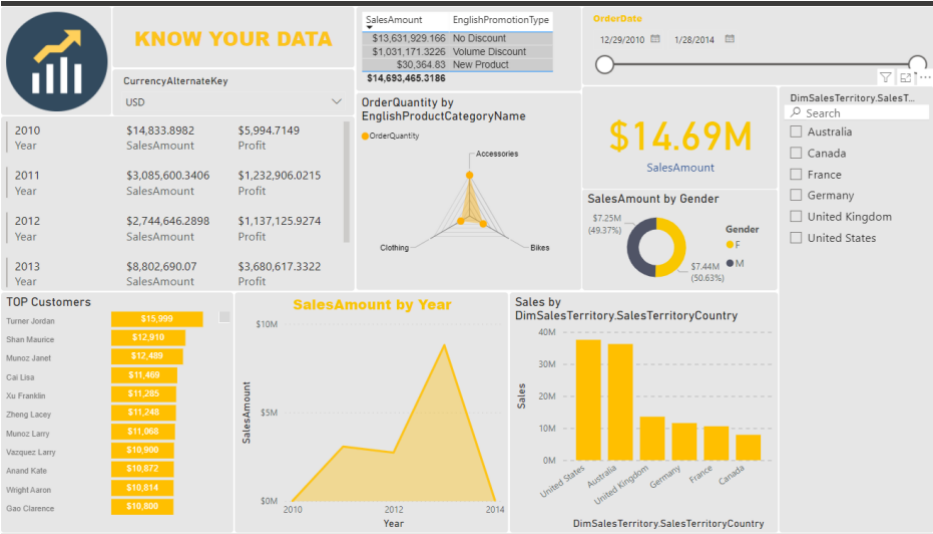 KNOW YOUR DATA
CurrencyAlternateKey
USD
2010 $14,833.8982 $5,994.7149
Year SalesAmount Profit
2011 $3,085,600.3406 $1,232,906.0215
Year SalesAmount Profit
2012 $2,744,646.2898 $1,137,125.9274
Year SalesAmount Profit
2013 $8,802,690.07 $3,680,617.3322
Year SalesAmount Profit
SalesAmount EnglishPromotionType
$13,631,929.166 No Discount
$1,031,171.3226 Volume Discount
$30,364.83 New Product
$14,693,465.3186
OrderQuantity by
EnglishProductCategoryName
OrderQuantity
Accessories
Clothing
Bikes
OrderDate
12/29/2010 1/28/2014
$14.69M
SalesAmount
SalesAmount by Gender
$7.25M
(49.37%)
Gender
F
M
$7.44M
(50.63%)
DimSalesTerritory.SalesT...
Search
Australia
Canada
France
Germany
United Kingdom
United States
TOP Customers
Turner Jordan $15,999
Shan Maurice $12,910
Munoz Janet $12,489
Cai Lisa $11,469
Xu Franklin $11,285
Zheng Lacey $11,248
Munoz Larry $11,068
Vazquez Larry $10,900
Anand Kate $10,872
Wright Aaron $10,814
Gao Clarence $10,800
SalesAmount by Year
$10M
$5M
$0M
SalesAmount
2010 2012 2014
Year
Sales by
DimSalesTerritory.SalesTerritoryCountry
40M
30M
20M
10M
0M
Sales
United States
Australia
United Kingdom
Germany
France
Canada
DimSalesTerritory.SalesTerritoryCountry